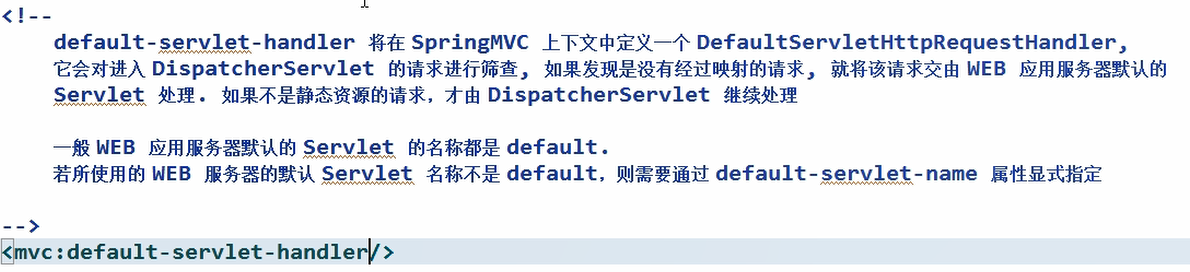 <!--
default-servlet-handler 将在 SpringMVC 上下文中定义一个 DefaultServletHttpRequestHandler,
它会对进入 DispatcherServlet 的请求进行筛查, 如果发现是没有经过映射的请求, 就将该请求交由 WEB 应用服务器默认的
Servlet 处理. 如果不是静态资源的请求，才由 DispatcherServlet 继续处理
一般 WEB 应用服务器默认的 Servlet 的名称都是 default.
若所使用的 WEB 服务器的默认 Servlet 名称不是 default，则需要通过 default-servlet-name 属性显式指定
-->
<mvc:default-servlet-handler/>